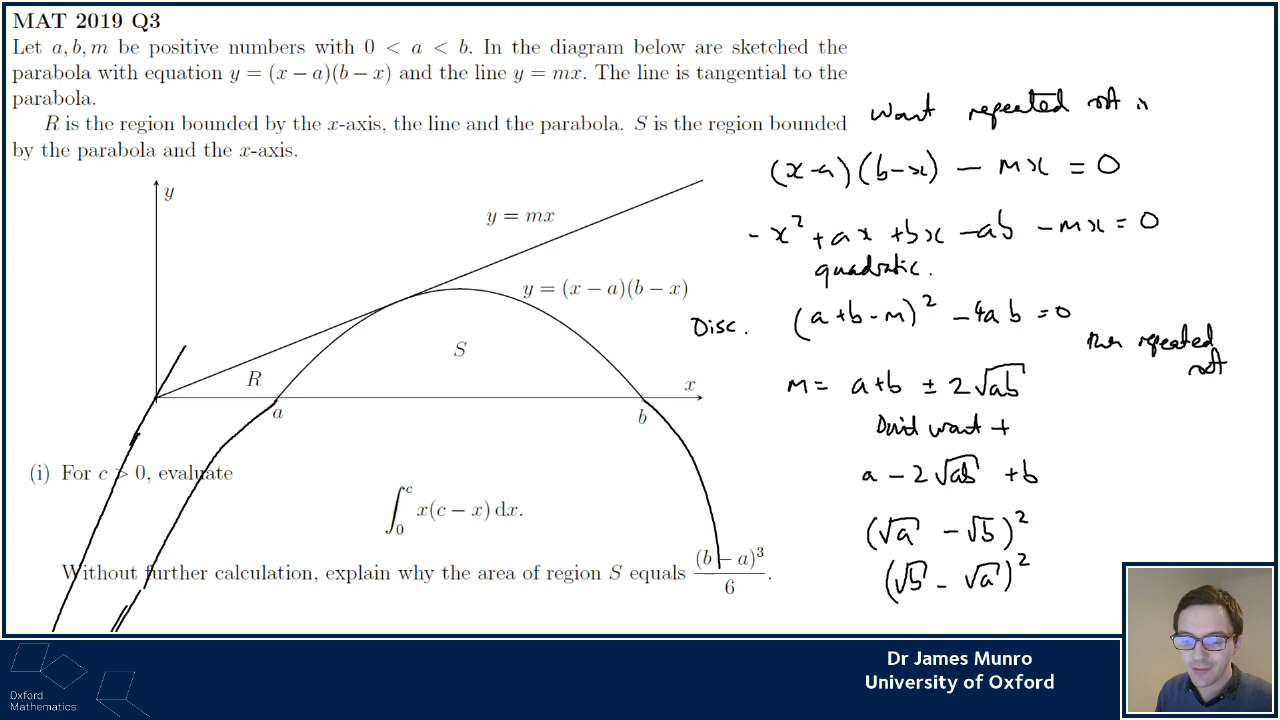 MAT 2019 Q3
Let a, b, m be positive numbers with 0 < a < b. In the diagram below are sketched the
parabola with equation y = (x − a)(b − x) and the line y = mx. The line is tangential to the
parabola.
R is the region bounded by the x-axis, the line and the parabola. S is the region bounded
by the parabola and the x-axis.
y
y = mx
y = (x − a)(b − x)
S
R
x
a
b
(i) For c > 0, evaluate
∫₀ᶜ x(c − x) dx.
Without further calculation, explain why the area of region S equals (b − a)³/6.
Want repeated root in
(x-a)(b-x) - mx = 0
-x² + ax + bx - ab - mx = 0
quadratic.
Disc. (a+b-m)² - 4ab = 0
then repeated
root
m = a+b ± 2√ab
Don't want +
a - 2√ab + b
(√a - √b)²
(√b - √a)²
Oxford
Mathematics
Dr James Munro
University of Oxford